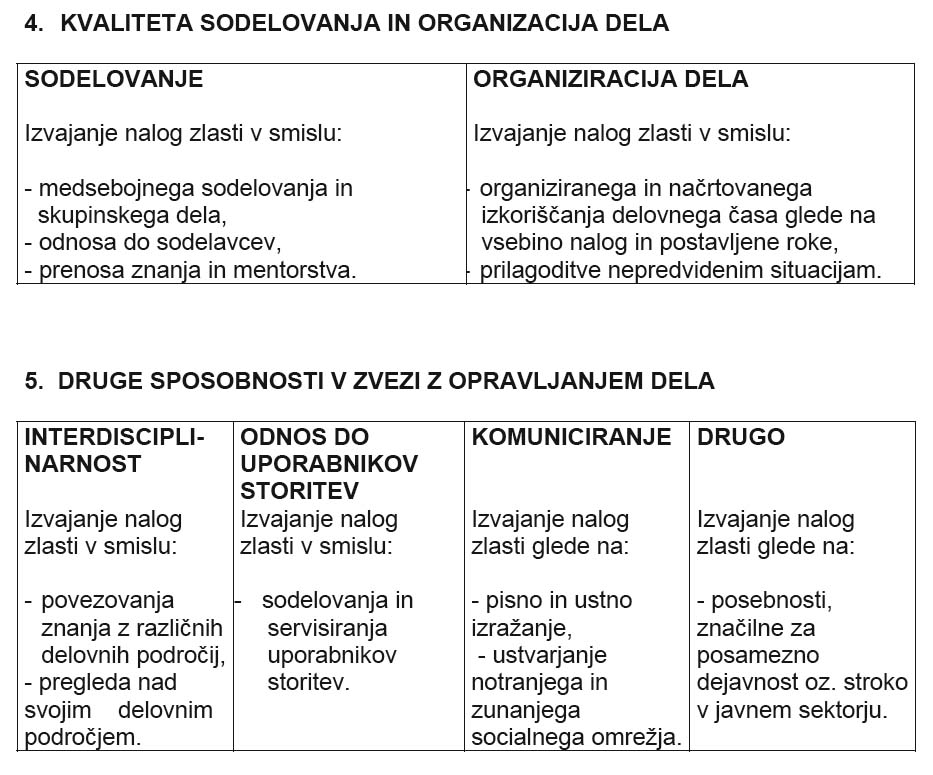 4. KVALITETA SODELOVANJA IN ORGANIZACIJA DELA
SODELOVANJE
Izvajanje nalog zlasti v smislu:
- medsebojnega sodelovanja in
skupinskega dela,
- odnosa do sodelavcev,
- prenosa znanja in mentorstva.
ORGANIZIRACIJA DELA
Izvajanje nalog zlasti v smislu:
- organiziranega in načrtovanega
izkoriščanja delovnega časa glede na
vsebino nalog in postavljene roke,
- prilagoditve nepredvidenim situacijam.
5. DRUGE SPOSOBNOSTI V ZVEZI Z OPRAVLJANJEM DELA
INTERDISCIPLI-
NARNOST
Izvajanje nalog
zlasti v smislu:
- povezovanja
znanja z različnih
delovnih področij,
- pregleda nad
svojim delovnim
področjem.
ODNOS DO
UPORABNIKOV
STORITEV
Izvajanje nalog
zlasti v smislu:
- sodelovanja in
servisiranja
uporabnikov
storitev.
KOMUNICIRANJE
Izvajanje nalog
zlasti glede na:
- pisno in ustno
izražanje,
- ustvarjanje
notranjega in
zunanjega
socialnega omrežja.
DRUGO
Izvajanje nalog
zlasti glede na:
- posebnosti,
značilne za
posamezno
dejavnost oz. stroko
v javnem sektorju.